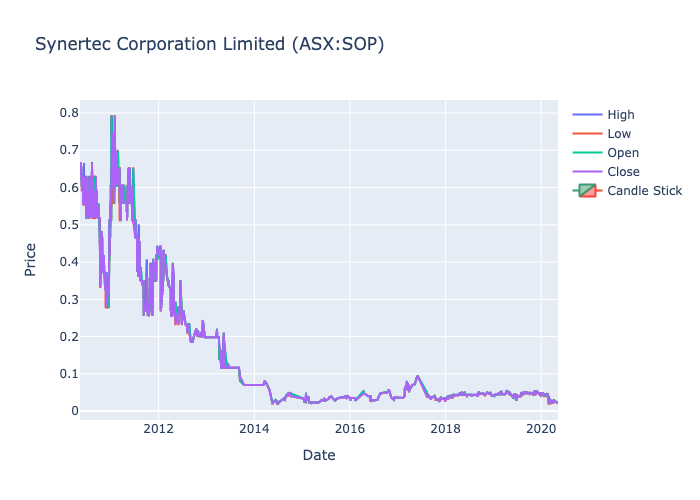 Synertec Corporation Limited (ASX:SOP)
High
Low
Open
Close
Candle Stick
Price
0.8
0.7
0.6
0.5
0.4
0.3
0.2
0.1
0
2012
2014
2016
2018
2020
Date